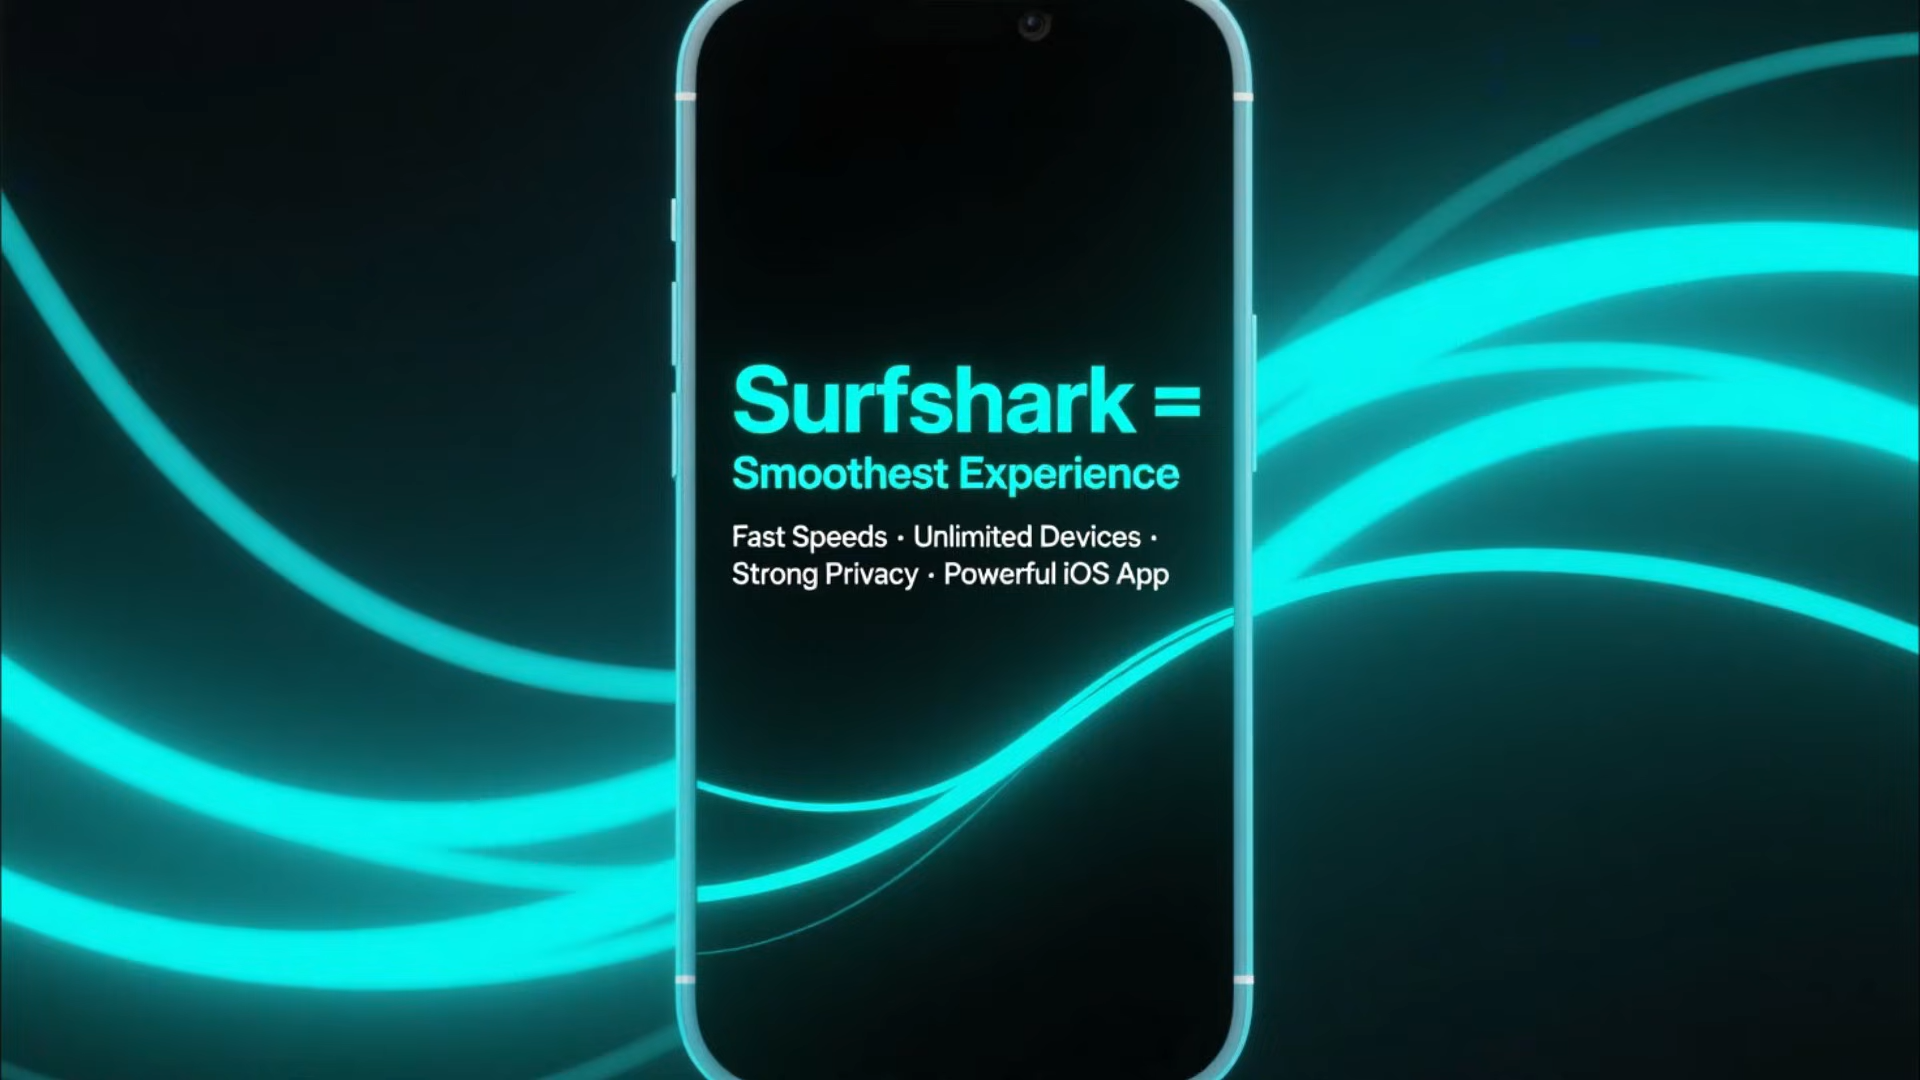 Surfshark =
Smoothest Experience
Fast Speeds · Unlimited Devices ·
Strong Privacy · Powerful iOS App